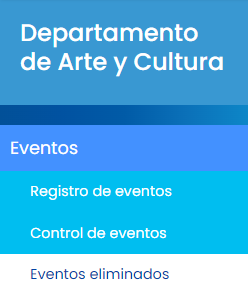 Departamento
de Arte y Cultura
Eventos
Registro de eventos
Control de eventos
Eventos eliminados